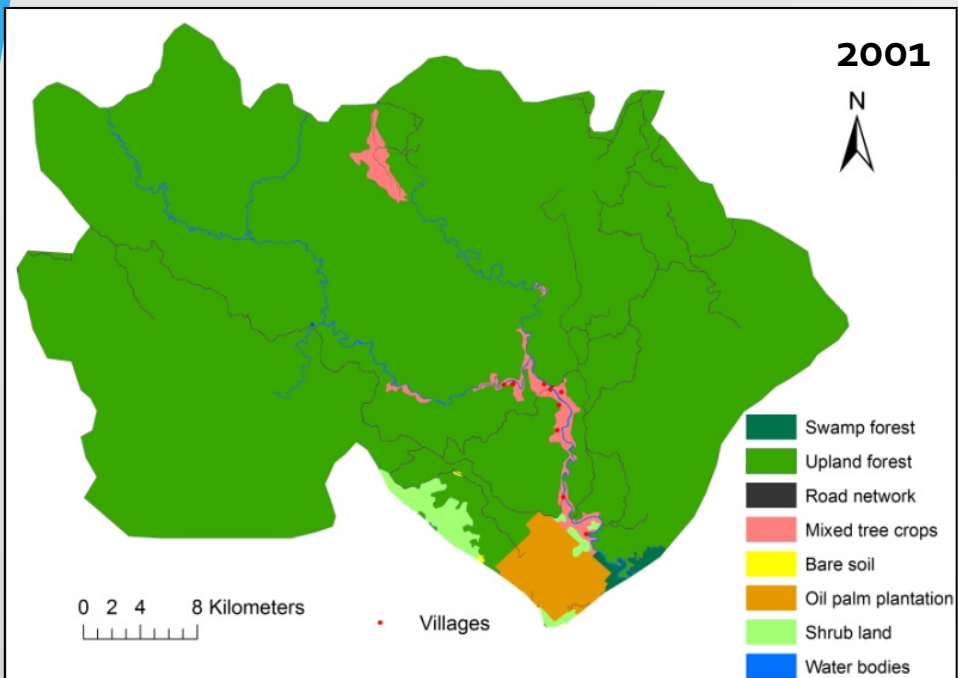 2001
N
Swamp forest
Upland forest
Road network
Mixed tree crops
Bare soil
Oil palm plantation
Shrub land
Water bodies
0 2 4 8 Kilometers
Villages